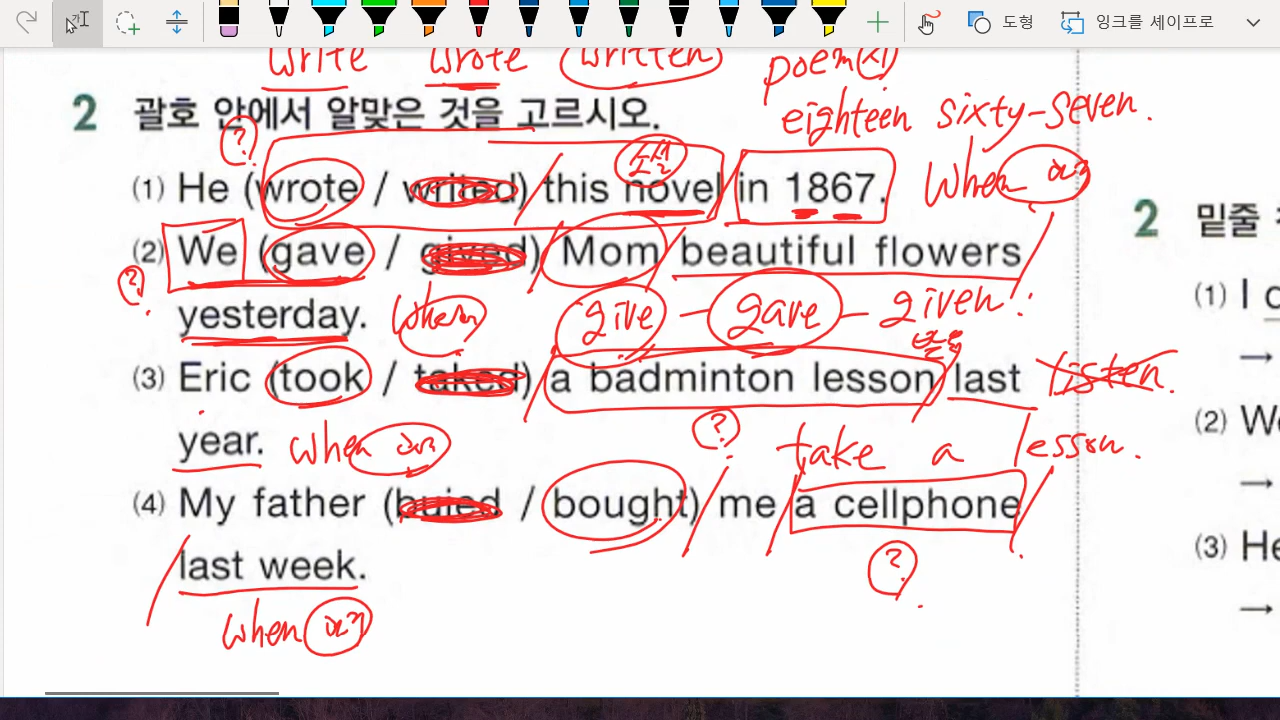 도형 잉크를 셰이프로
write wrote written poem(시)
2 괄호 안에서 알맞은 것을 고르시오.
eighteen sixty-seven.
? 소설
(1) He (wrote / writed) this novel in 1867. When
2 밑줄
(2) We (gave / gived) Mom beautiful flowers
?
yesterday. when give - gave - given
(1) I
(3) Eric (took / taked) a badminton lesson last listen.
year. when ? take a lesson.
(2) We
(4) My father (buied / bought) me a cellphone
last week. ?
(3) He
when